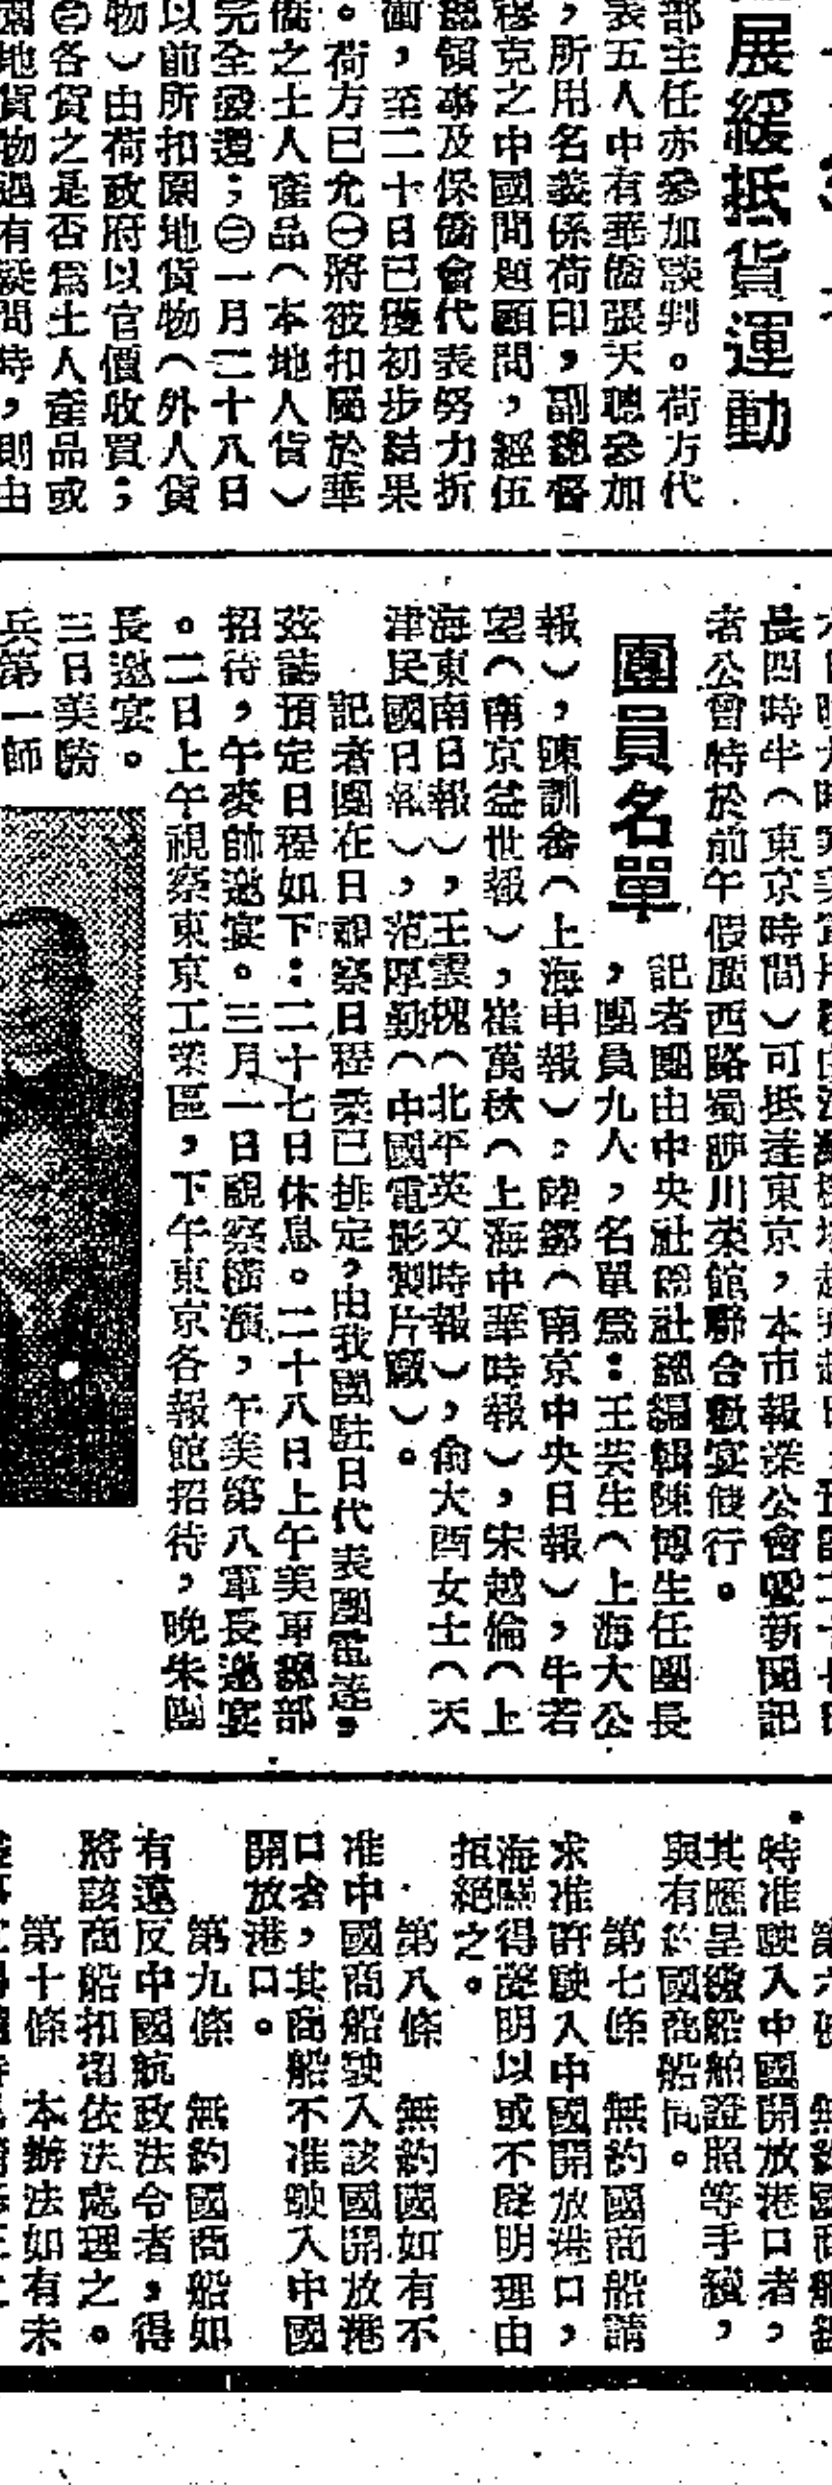 展緩抵貨運動
部主任亦參加談判。荷方代
表五人中有華僑張天聰參加
，所用名義係荷印，副總督
穆克之中國問題顧問，經伍
總領事及保僑會代表努力折
衝，至二十日已獲初步結果
。荷方已允㊀將被扣屬於華
僑之土人產品（本地人貨）
完全發還；㊁一月二十八日
以前所扣園地貨物（外人貨
物）由荷政府以官價收買；
㊂各貨之是否爲土人產品或
園地貨物遇有疑問時，則由
晨四時半（東京時間）可抵達東京，本市報業公會暨新聞記
者公會特於前午假廣西路蜀腴川菜館聯合歡宴餞行。
團員名單
記者團由中央社總社總編輯陳博生任團長
，團員九人，名單爲：王芸生（上海大公
報），陳訓悆（上海申報），陸鏗（南京中央日報），牛若
望（南京益世報），崔萬秋（上海中華時報），宋越倫（上
海東南日報），王雲槐（北平英文時報），俞大酉女士（天
津民國日報），范厚勤（中國電影製片廠）。
記者團在日視察日程業已排定，由我國駐日代表團電達，
茲誌預定日程如下：二十七日休息。二十八日上午美軍總部
招待，午麥帥邀宴。三月一日視察橫濱，午美第八軍長邀宴
。二日上午視察東京工業區，下午東京各報館招待，晚朱團
長邀宴。
三日美騎
兵第一師
特准駛入中國開放港口者，
其應呈繳船舶證照等手續，
與有約國商船同。
第七條　無約國商船請
求准許駛入中國開放港口，
海關得聲明以或不聲明理由
拒絕之。
第八條　無約國如有不
准中國商船駛入該國開放港
口者，其商船不准駛入中國
開放港口。
第九條　無約國商船如
有違反中國航政法令者，得
將該商船扣留依法處理之。
第十條　本辦法如有未